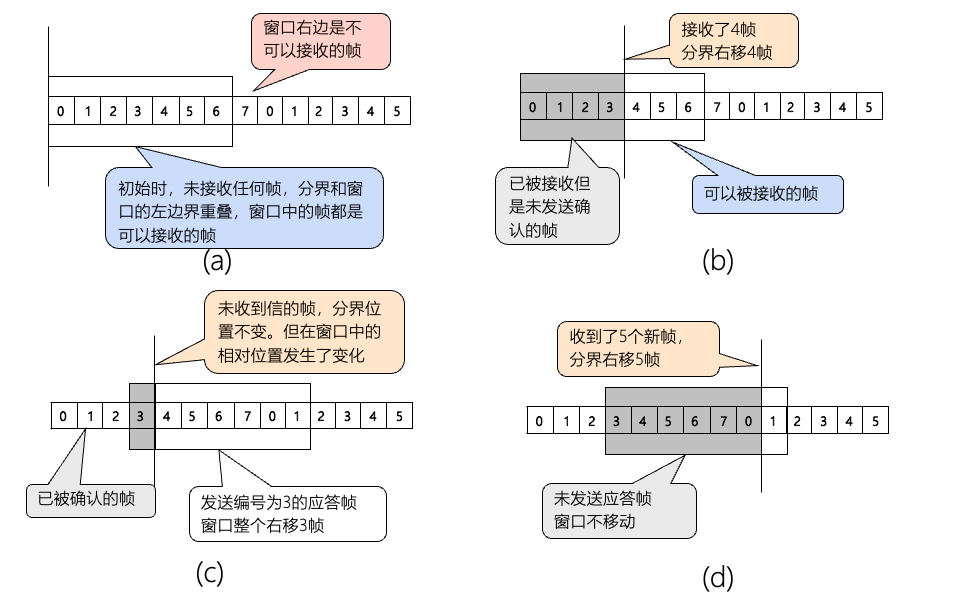 窗口右边是不
可以接收的帧
0 1 2 3 4 5 6 7 0 1 2 3 4 5
初始时，未接收任何帧，分界和窗
口的左边界重叠，窗口中的帧都是
可以接收的帧
(a)
接收了4帧
分界右移4帧
0 1 2 3 4 5 6 7 0 1 2 3 4 5
已被接收但
是未发送确
认的帧
可以被接收的帧
(b)
未收到信的帧，分界位
置不变。但在窗口中的
相对位置发生了变化
0 1 2 3 4 5 6 7 0 1 2 3 4 5
已被确认的帧
发送编号为3的应答帧
窗口整个右移3帧
(c)
收到了5个新帧，
分界右移5帧
0 1 2 3 4 5 6 7 0 1 2 3 4 5
未发送应答帧
窗口不移动
(d)